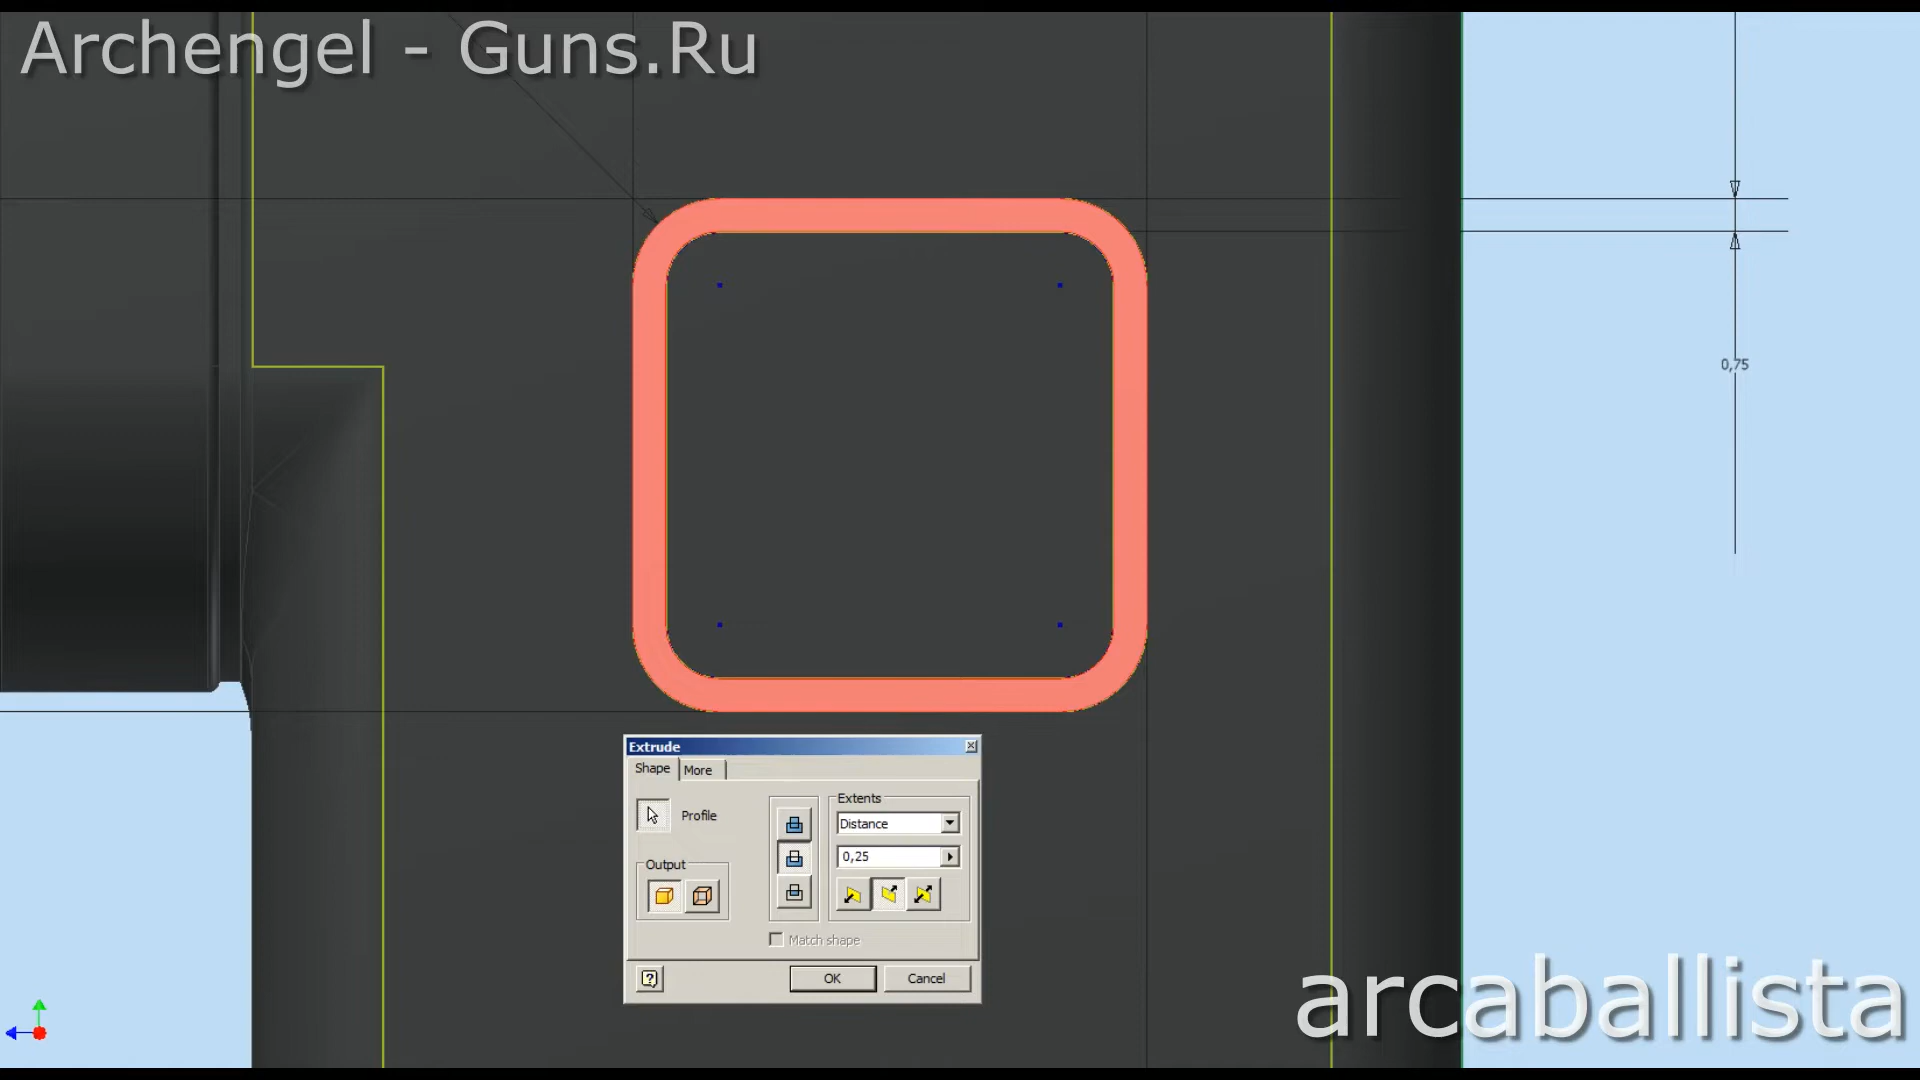 Archengel - Guns.Ru
0,75
Extrude
Shape
More
Profile
Extents
Distance
0,25
Output
Match shape
OK
Cancel
arcaballista